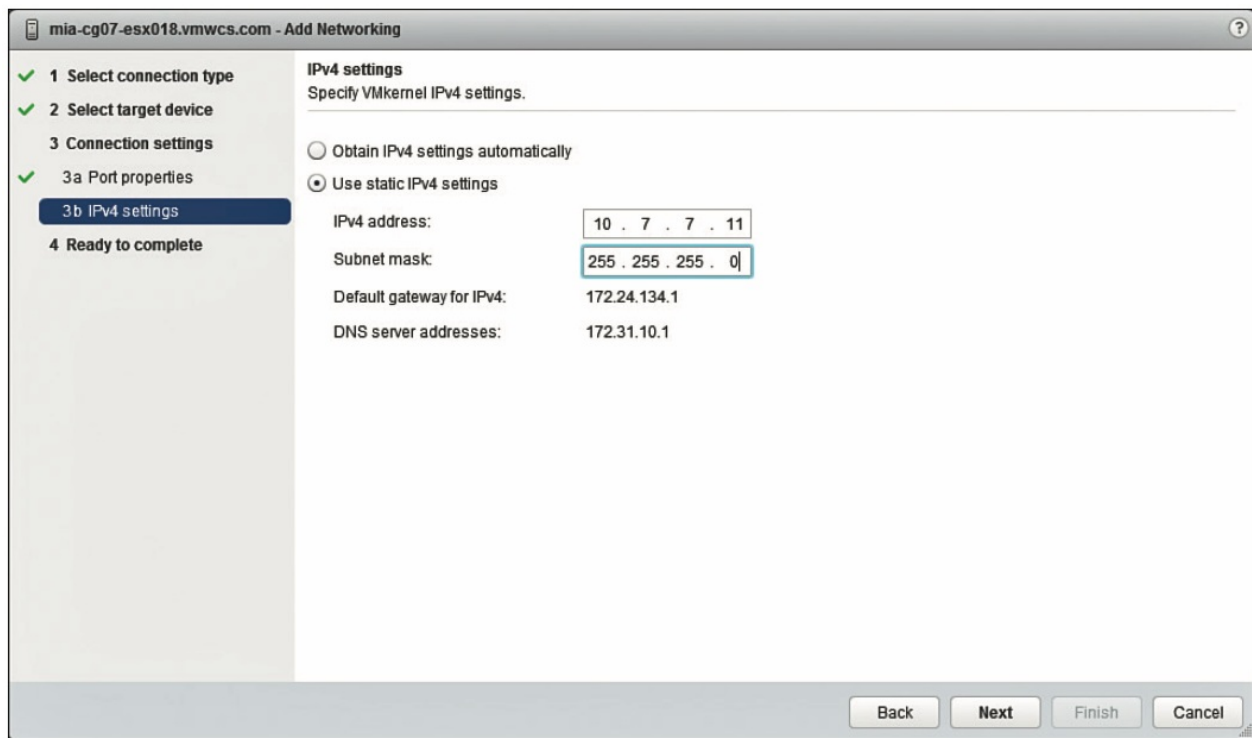 mia-cg07-esx018.vmwcs.com - Add Networking
?
1 Select connection type
2 Select target device
3 Connection settings
3a Port properties
3b IPv4 settings
4 Ready to complete
IPv4 settings
Specify VMkernel IPv4 settings.
Obtain IPv4 settings automatically
Use static IPv4 settings
IPv4 address: 10 . 7 . 7 . 11
Subnet mask: 255 . 255 . 255 . 0
Default gateway for IPv4: 172.24.134.1
DNS server addresses: 172.31.10.1
Back Next Finish Cancel